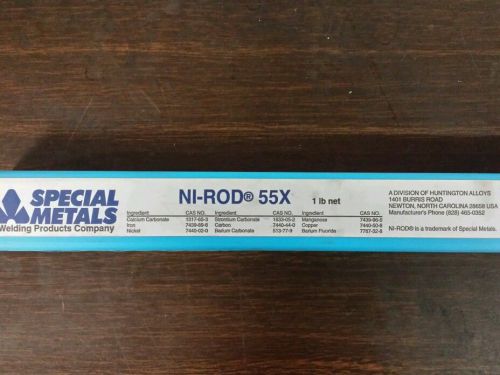 SPECIAL
METALS
Welding Products Company
NI-ROD® 55X
1 lb net
Ingredient CAS NO. Ingredient CAS NO. Ingredient CAS NO.
Calcium Carbonate 1317-65-3 Strontium Carbonate 1633-05-2 Manganese 7439-96-5
Iron 7439-89-6 Carbon 7440-44-0 Copper 7440-50-8
Nickel 7440-02-0 Barium Carbonate 513-77-9 Barium Fluoride 7787-32-8
A DIVISION OF HUNTINGTON ALLOYS
1401 BURRIS ROAD
NEWTON, NORTH CAROLINA 28658 USA
Manufacturer's Phone (828) 465-0352
NI-ROD® is a trademark of Special Metals.